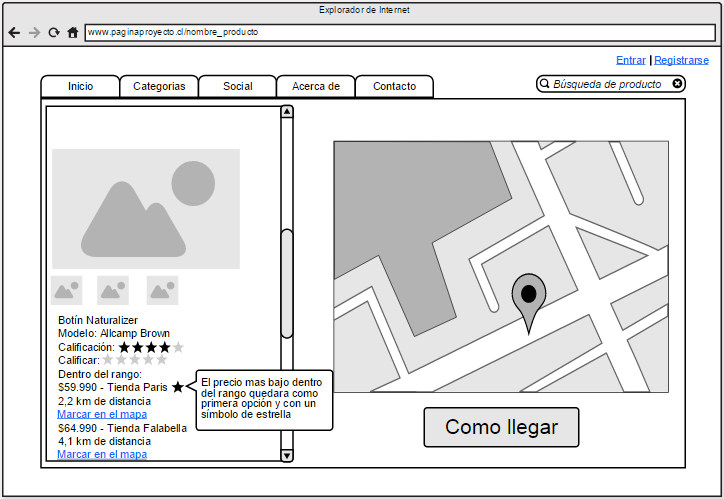 Explorador de Internet
www.paginaproyecto.cl/nombre_producto
Entrar | Registrarse
Inicio
Categorias
Social
Acerca de
Contacto
Búsqueda de producto
Botín Naturalizer
Modelo: Allcamp Brown
Calificación:
Calificar:
Dentro del rango:
$59.990 - Tienda Paris
2,2 km de distancia
Marcar en el mapa
$64.990 - Tienda Falabella
4,1 km de distancia
Marcar en el mapa
El precio mas bajo dentro
del rango quedara como
primera opción y con un
símbolo de estrella
Como llegar